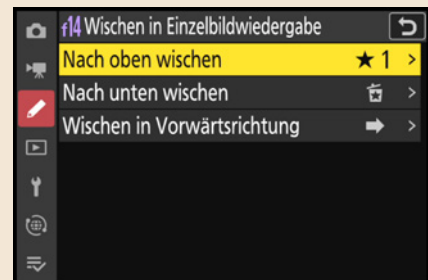 f14 Wischen in Einzelbildwiedergabe
Nach oben wischen ★ 1 >
Nach unten wischen >
Wischen in Vorwärtsrichtung ➡ >